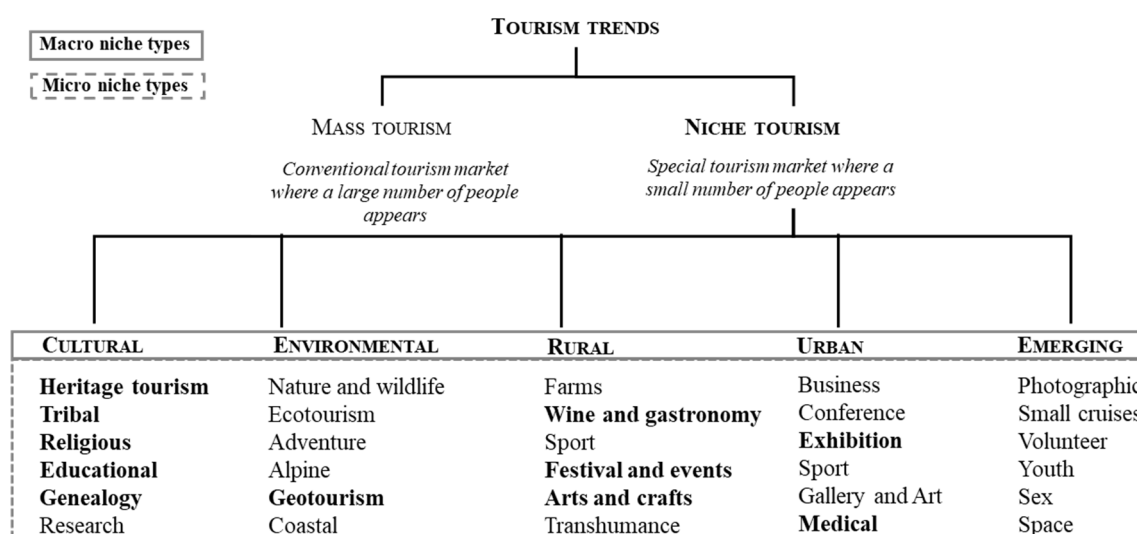 TOURISM TRENDS
Macro niche types
Micro niche types
MASS TOURISM
NICHE TOURISM
Conventional tourism market
where a large number of people
appears
Special tourism market where a
small number of people appears
CULTURAL
Heritage tourism
Tribal
Religious
Educational
Genealogy
Research
ENVIRONMENTAL
Nature and wildlife
Ecotourism
Adventure
Alpine
Geotourism
Coastal
RURAL
Farms
Wine and gastronomy
Sport
Festival and events
Arts and crafts
Transhumance
URBAN
Business
Conference
Exhibition
Sport
Gallery and Art
Medical
EMERGING
Photographic
Small cruises
Volunteer
Youth
Sex
Space